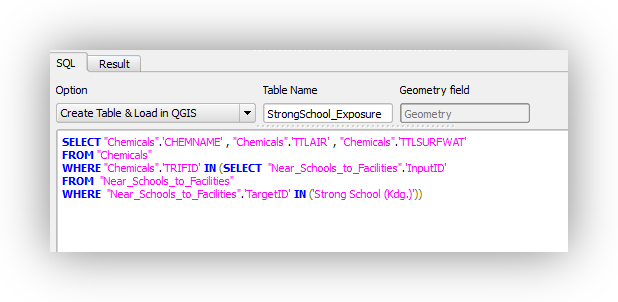 SQL Result
Option Table Name Geometry field
Create Table & Load in QGIS StrongSchool_Exposure Geometry
SELECT "Chemicals".'CHEMNAME' , "Chemicals".'TTLAIR' , "Chemicals".'TTLSURFWAT'
FROM "Chemicals"
WHERE "Chemicals".'TRIFID' IN (SELECT "Near_Schools_to_Facilities".'InputID'
FROM "Near_Schools_to_Facilities"
WHERE "Near_Schools_to_Facilities".'TargetID' IN ('Strong School (Kdg.)'))